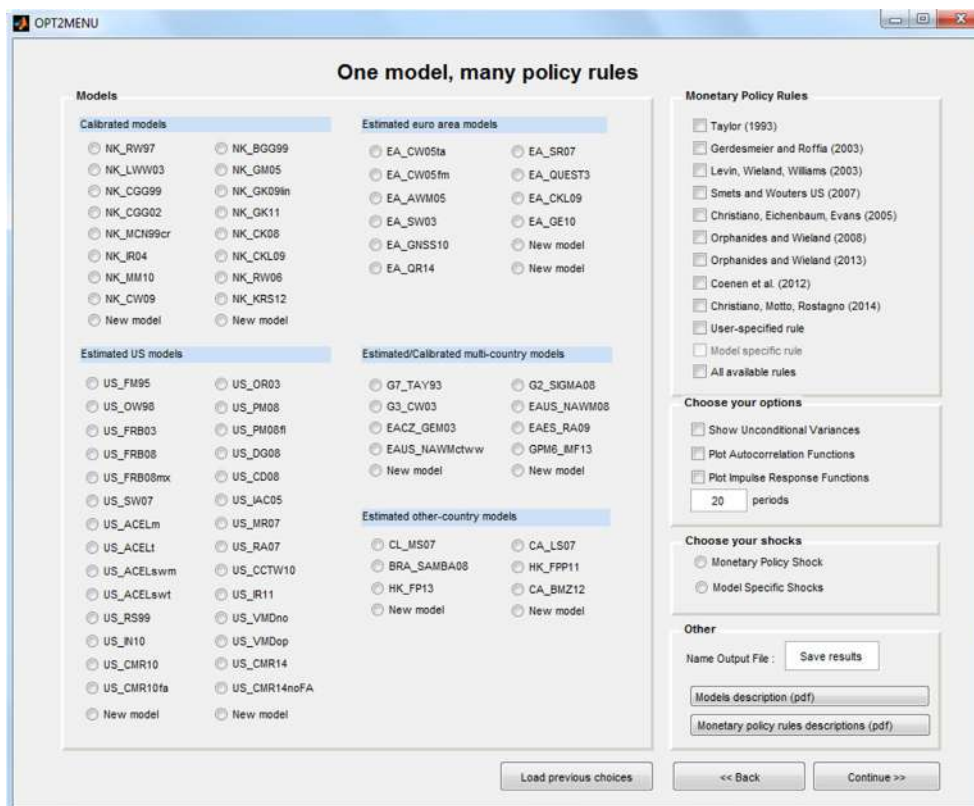 OPT2MENU
One model, many policy rules
Models
Calibrated models
NK_RW97
NK_BGG99
NK_LWW03
NK_GM05
NK_CGG99
NK_GK09lin
NK_CGG02
NK_GK11
NK_MCN99cr
NK_CK08
NK_IR04
NK_CKL09
NK_MM10
NK_RW06
NK_CW09
NK_KRS12
New model
New model
Estimated US models
US_FM95
US_OR03
US_OW98
US_PM08
US_FRB03
US_PM08fl
US_FRB08
US_DG08
US_FRB08mx
US_CD08
US_SW07
US_IAC05
US_ACELm
US_MR07
US_ACELt
US_RA07
US_ACELswm
US_CCTW10
US_ACELswt
US_IR11
US_RS99
US_VMDno
US_IN10
US_VMDop
US_CMR10
US_CMR14
US_CMR10fa
US_CMR14noFA
New model
New model
Estimated euro area models
EA_CW05ta
EA_SR07
EA_CW05fm
EA_QUEST3
EA_AWM05
EA_CKL09
EA_SW03
EA_GE10
EA_GNSS10
New model
EA_QR14
New model
Estimated/Calibrated multi-country models
G7_TAY93
G2_SIGMA08
G3_CW03
EAUS_NAWM08
EACZ_GEM03
EAES_RA09
EAUS_NAWMctww
GPM6_IMF13
New model
New model
Estimated other-country models
CL_MS07
CA_LS07
BRA_SAMBA08
HK_FPP11
HK_FP13
CA_BMZ12
New model
New model
Monetary Policy Rules
Taylor (1993)
Gerdesmeier and Roffia (2003)
Levin, Wieland, Williams (2003)
Smets and Wouters US (2007)
Christiano, Eichenbaum, Evans (2005)
Orphanides and Wieland (2008)
Orphanides and Wieland (2013)
Coenen et al. (2012)
Christiano, Motto, Rostagno (2014)
User-specified rule
Model specific rule
All available rules
Choose your options
Show Unconditional Variances
Plot Autocorrelation Functions
Plot Impulse Response Functions
20 periods
Choose your shocks
Monetary Policy Shock
Model Specific Shocks
Other
Name Output File : Save results
Models description (pdf)
Monetary policy rules descriptions (pdf)
Load previous choices
<< Back
Continue >>